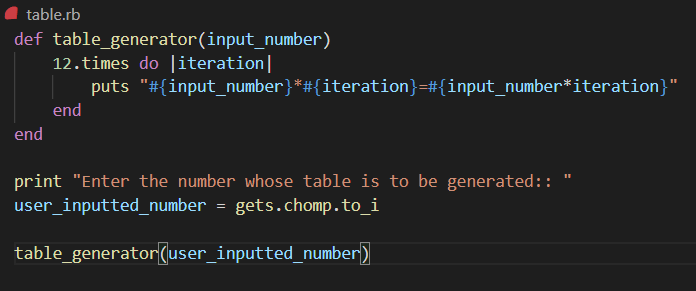 table.rb
def table_generator(input_number)
    12.times do |iteration|
        puts "#{input_number}*#{iteration}=#{input_number*iteration}"
    end
end

print "Enter the number whose table is to be generated:: "
user_inputted_number = gets.chomp.to_i

table_generator(user_inputted_number)